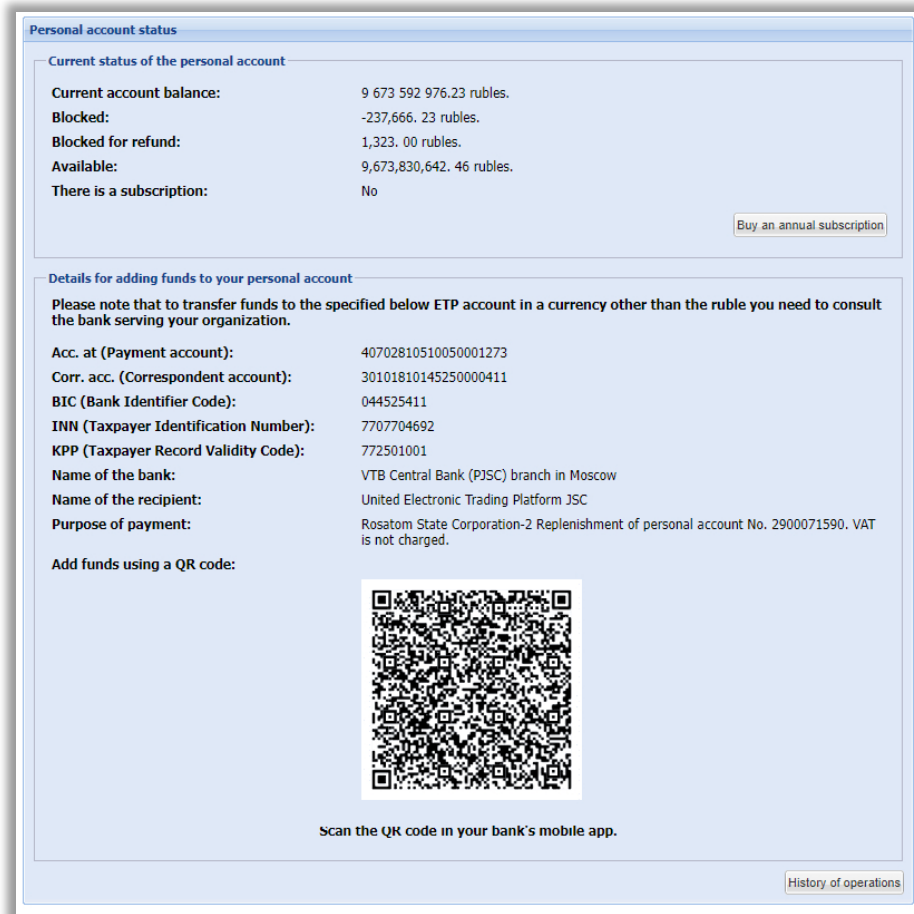 Personal account status
Current status of the personal account
Current account balance: 9 673 592 976.23 rubles.
Blocked: -237,666. 23 rubles.
Blocked for refund: 1,323. 00 rubles.
Available: 9,673,830,642. 46 rubles.
There is a subscription: No
Buy an annual subscription
Details for adding funds to your personal account
Please note that to transfer funds to the specified below ETP account in a currency other than the ruble you need to consult
the bank serving your organization.
Acc. at (Payment account): 40702810510050001273
Corr. acc. (Correspondent account): 30101810145250000411
BIC (Bank Identifier Code): 044525411
INN (Taxpayer Identification Number): 7707704692
KPP (Taxpayer Record Validity Code): 772501001
Name of the bank: VTB Central Bank (PJSC) branch in Moscow
Name of the recipient: United Electronic Trading Platform JSC
Purpose of payment: Rosatom State Corporation-2 Replenishment of personal account No. 2900071590. VAT
is not charged.
Add funds using a QR code:
Scan the QR code in your bank's mobile app.
History of operations